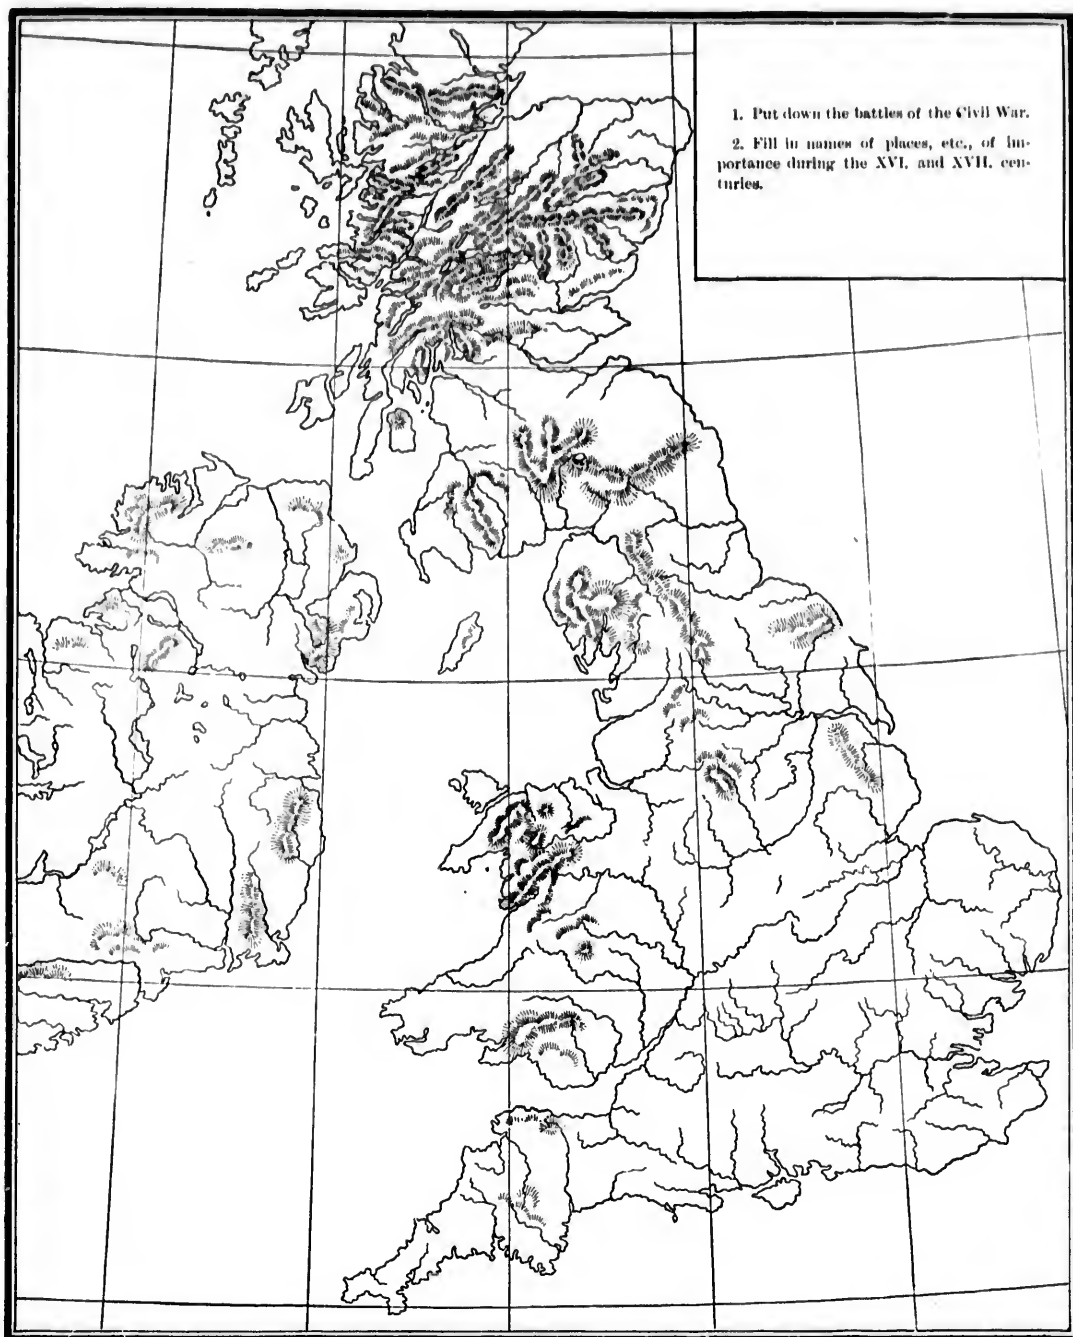 1. Put down the battles of the Civil War.
2. Fill in names of places, etc., of im-
portance during the XVI. and XVII. cen-
turies.